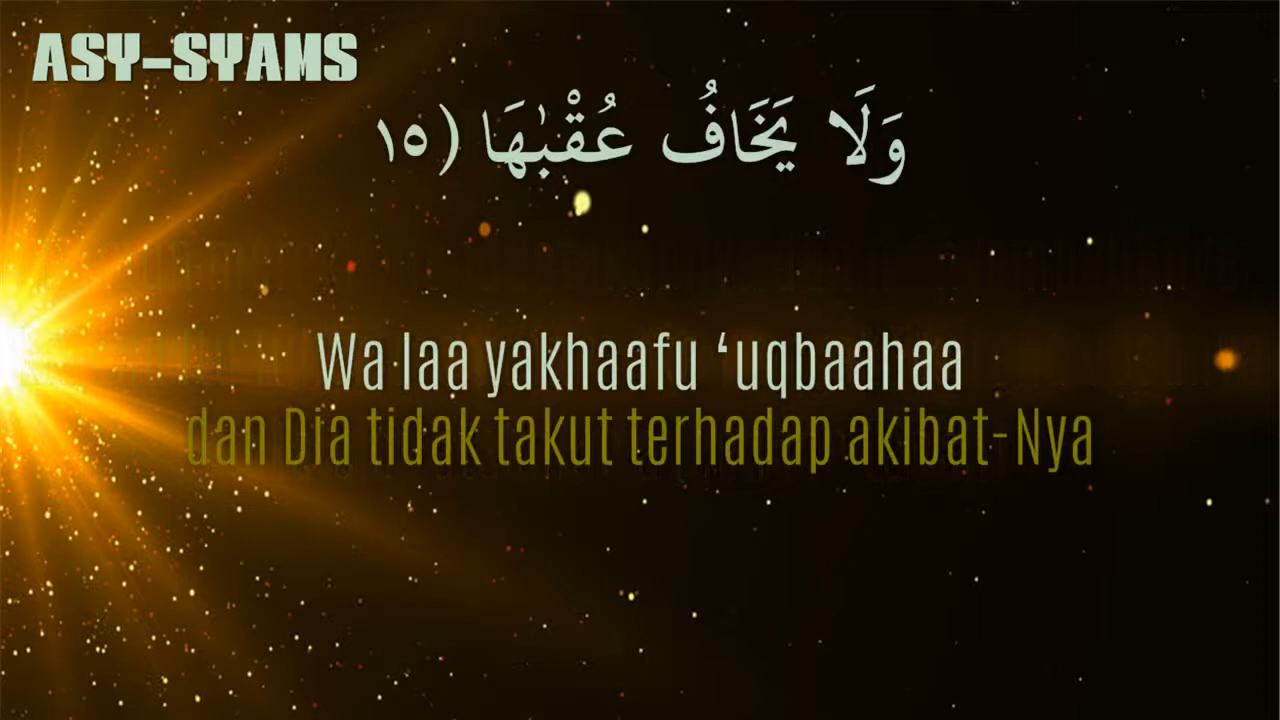 ASY-SYAMS
وَلَا يَخَافُ عُقْبٰهَا (١٥
Wa laa yakhaafu ‘uqbaahaa
dan Dia tidak takut terhadap akibat-Nya